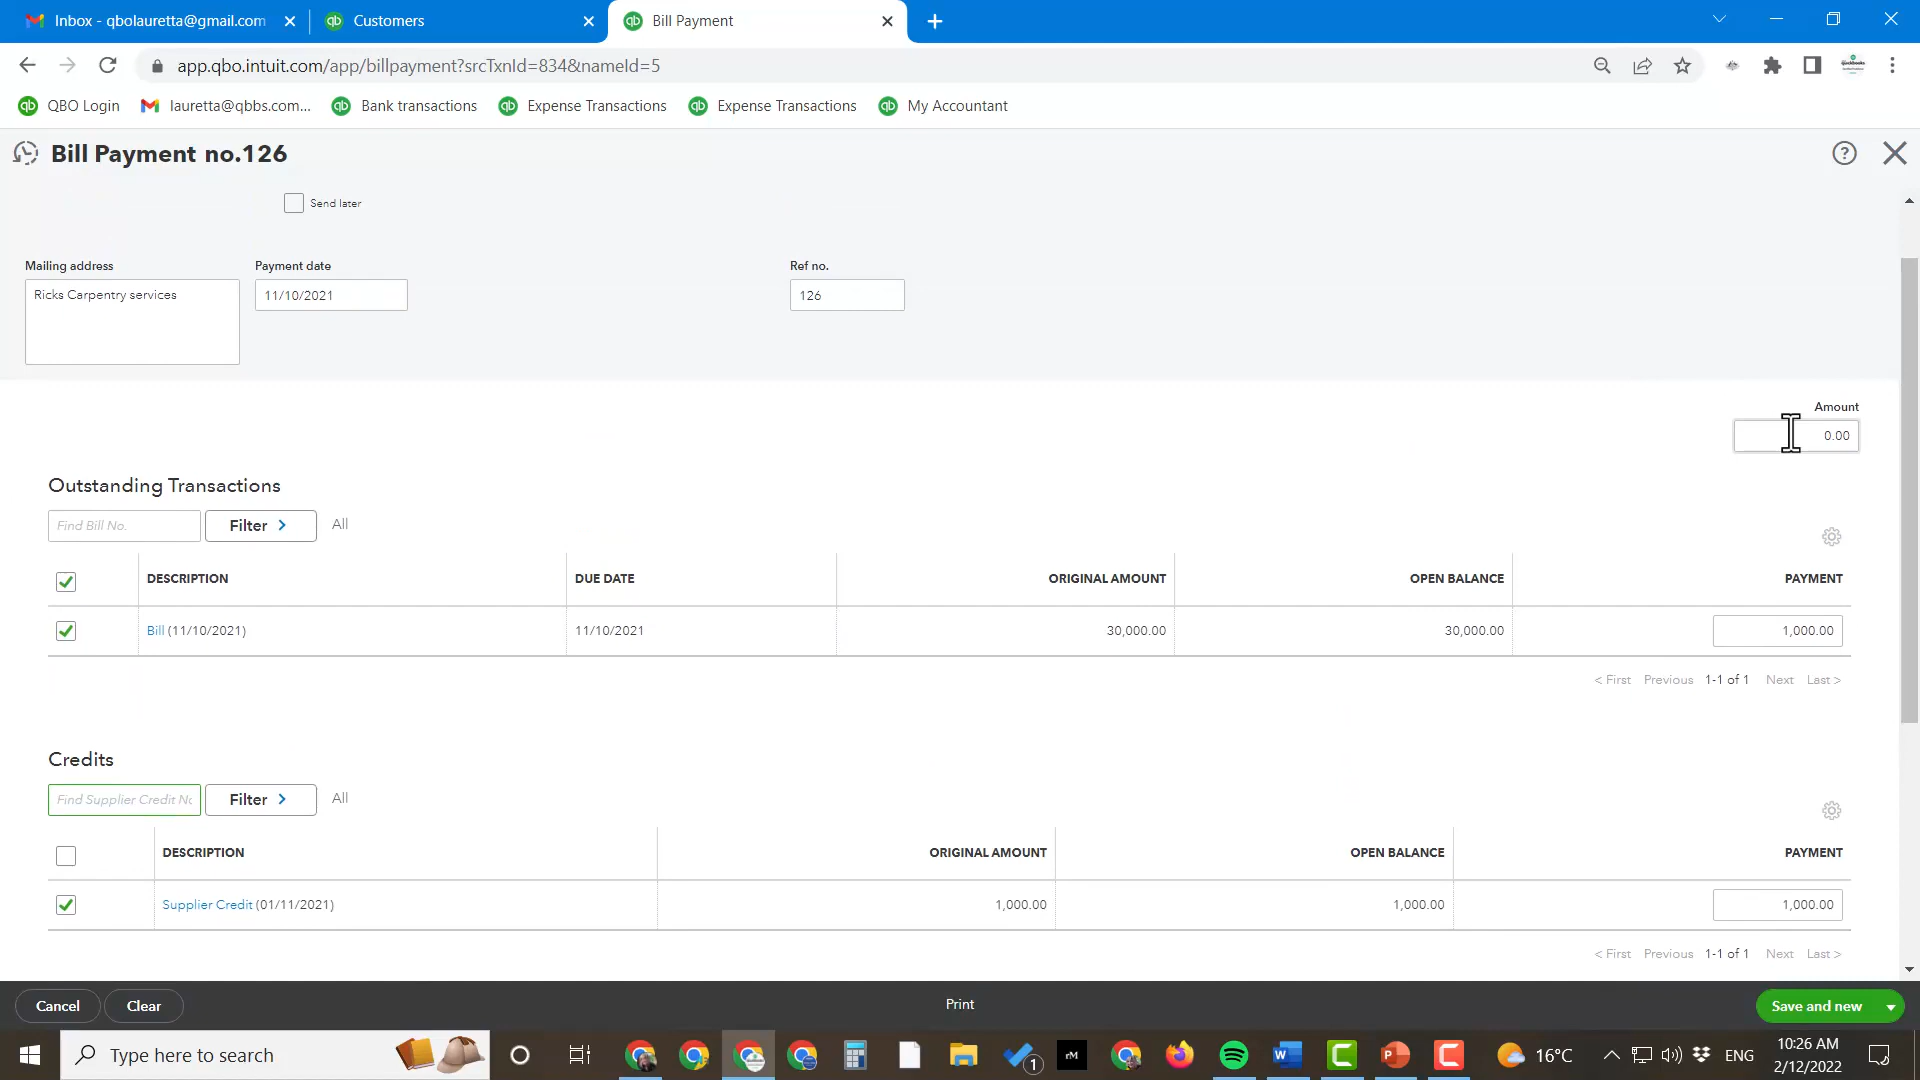 Inbox - qbolauretta@gmail.com
Customers
Bill Payment
app.qbo.intuit.com/app/billpayment?srcTxnId=834&nameId=5
QBO Login
lauretta@qbbs.com...
Bank transactions
Expense Transactions
Expense Transactions
My Accountant
Bill Payment no.126
Send later
Mailing address
Payment date
Ref no.
Ricks Carpentry services
11/10/2021
126
Amount
0.00
Outstanding Transactions
Find Bill No.
Filter >
All
DESCRIPTION
DUE DATE
ORIGINAL AMOUNT
OPEN BALANCE
PAYMENT
Bill (11/10/2021)
11/10/2021
30,000.00
30,000.00
1,000.00
< First Previous 1-1 of 1 Next Last >
Credits
Find Supplier Credit No
Filter >
All
DESCRIPTION
ORIGINAL AMOUNT
OPEN BALANCE
PAYMENT
Supplier Credit (01/11/2021)
1,000.00
1,000.00
1,000.00
< First Previous 1-1 of 1 Next Last >
Cancel
Clear
Print
Save and new
Type here to search
1
rM
16°C
ENG
10:26 AM
2/12/2022